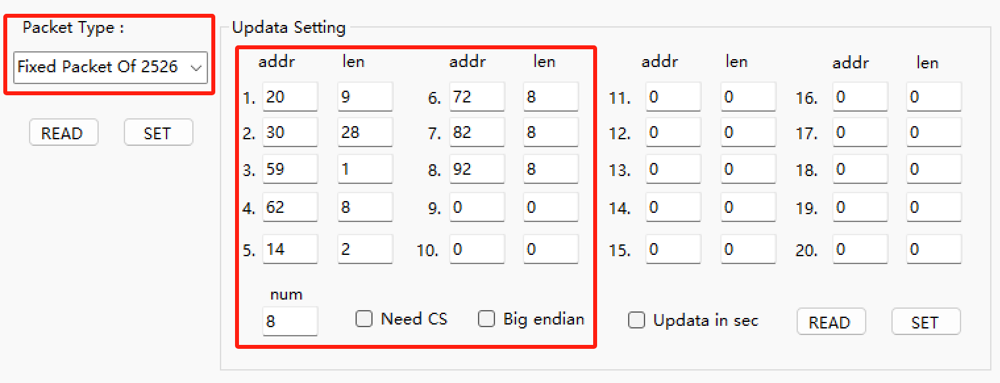 Packet Type :
Updata Setting
Fixed Packet Of 2526
READ SET
addr len addr len addr len addr len
1. 20 9 6. 72 8 11. 0 0 16. 0 0
2. 30 28 7. 82 8 12. 0 0 17. 0 0
3. 59 1 8. 92 8 13. 0 0 18. 0 0
4. 62 8 9. 0 0 14. 0 0 19. 0 0
5. 14 2 10. 0 0 15. 0 0 20. 0 0
num
8 Need CS Big endian Updata in sec READ SET